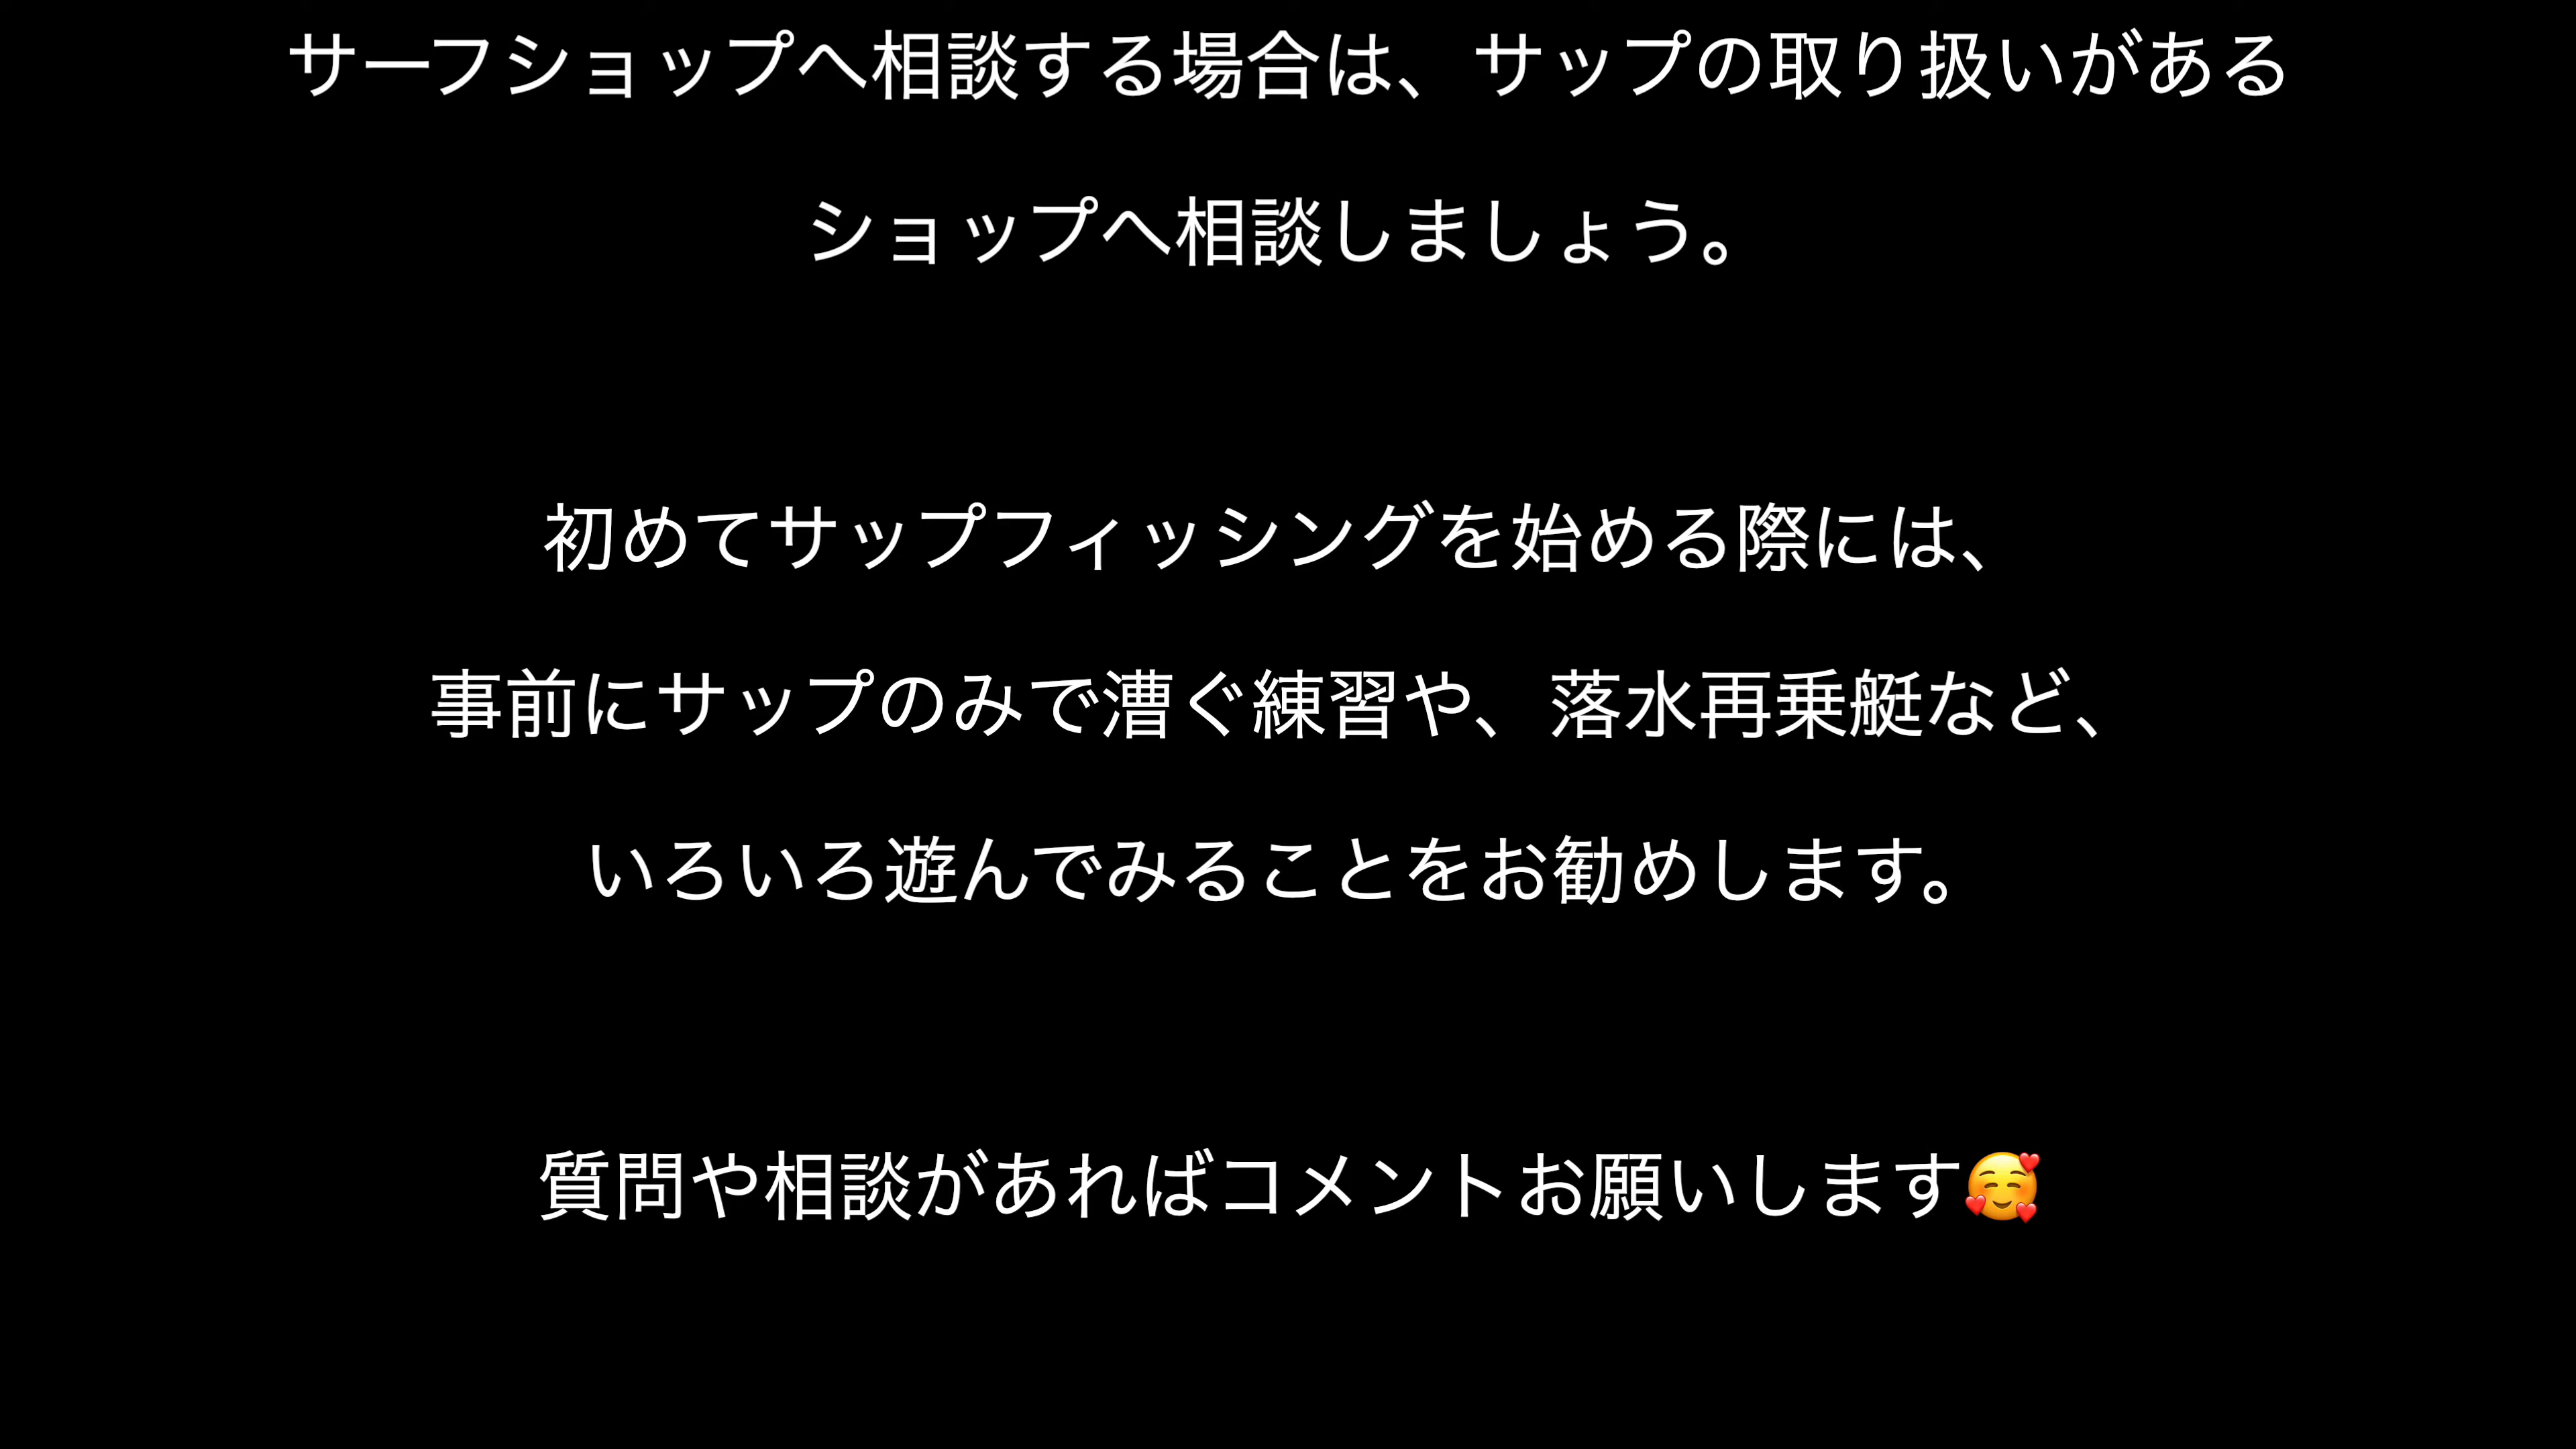 サーフショップへ相談する場合は、サップの取り扱いがある
ショップへ相談しましょう。
初めてサップフィッシングを始める際には、
事前にサップのみで漕ぐ練習や、落水再乗艇など、
いろいろ遊んでみることをお勧めします。
質問や相談があればコメントお願いします🥰